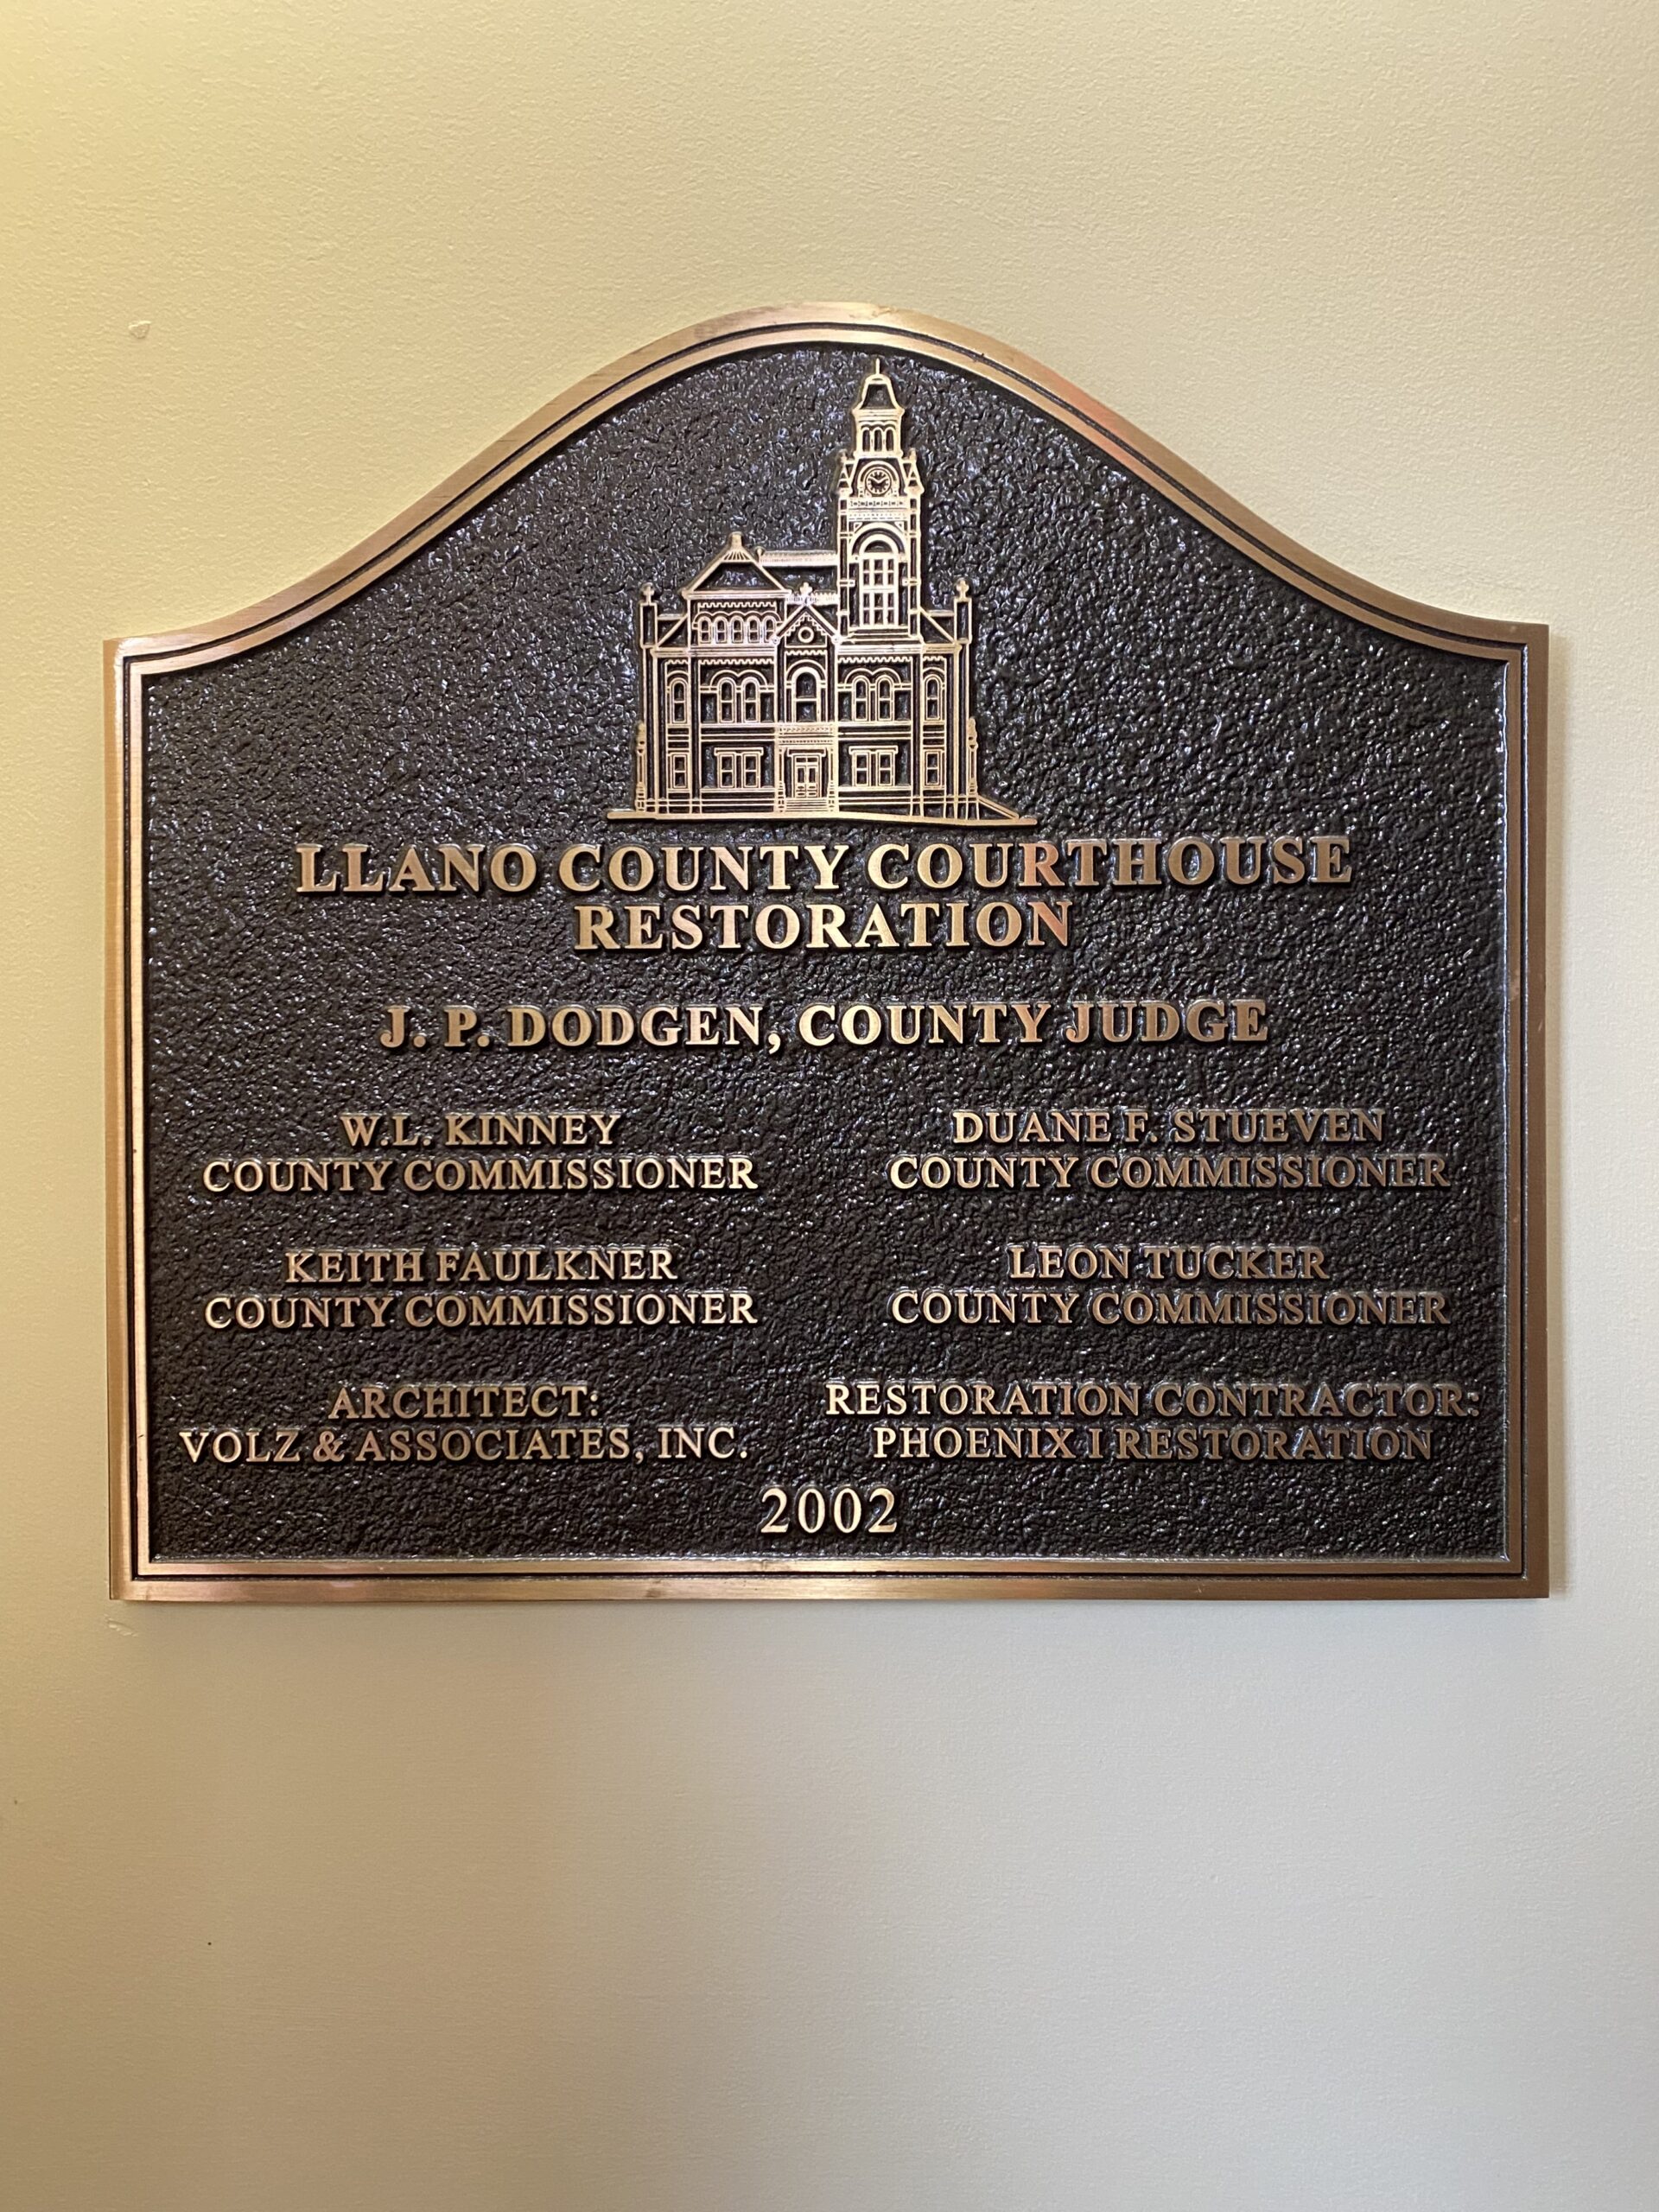 LLANO COUNTY COURTHOUSE
RESTORATION
J. P. DODGEN, COUNTY JUDGE
W.L. KINNEY
COUNTY COMMISSIONER
DUANE F. STUEVEN
COUNTY COMMISSIONER
KEITH FAULKNER
COUNTY COMMISSIONER
LEON TUCKER
COUNTY COMMISSIONER
ARCHITECT:
VOLZ & ASSOCIATES, INC.
RESTORATION CONTRACTOR:
PHOENIX I RESTORATION
2002